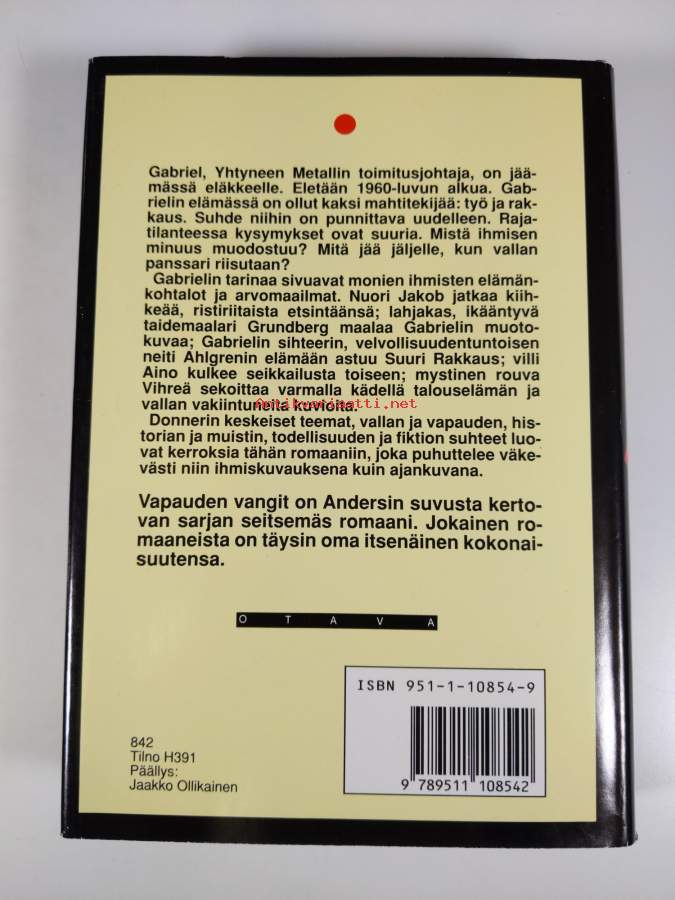 Gabriel, Yhtyneen Metallin toimitusjohtaja, on jää-
mässä eläkkeelle. Eletään 1960-luvun alkua. Gab-
rielin elämässä on ollut kaksi mahtitekijää: työ ja rak-
kaus. Suhde niihin on punnittava uudelleen. Raja-
tilanteessa kysymykset ovat suuria. Mistä ihmisen
minuus muodostuu? Mitä jää jäljelle, kun vallan
panssari riisutaan?
Gabrielin tarinaa sivuavat monien ihmisten elämän-
kohtalot ja arvomaailmat. Nuori Jakob jatkaa kiih-
keää, ristiriitaista etsintäänsä; lahjakas, ikääntyvä
taidemaalari Grundberg maalaa Gabrielin muoto-
kuvaa; Gabrielin sihteerin, velvollisuudentuntoisen
neiti Ahlgrenin elämään astuu Suuri Rakkaus; villi
Aino kulkee seikkailusta toiseen; mystinen rouva
Vihreä sekoittaa varmalla kädellä talouselämän ja
vallan vakiintuneita kuvioita.
Antikvariaatti.net
Donnerin keskeiset teemat, vallan ja vapauden, his-
torian ja muistin, todellisuuden ja fiktion suhteet luo-
vat kerroksia tähän romaaniin, joka puhuttelee väke-
västi niin ihmiskuvauksena kuin ajankuvana.
Vapauden vangit on Andersin suvusta kerto-
van sarjan seitsemäs romaani. Jokainen ro-
maaneista on täysin oma itsenäinen kokonai-
suutensa.
OTAVA
ISBN 951-1-10854-9
842
Tilno H391
Päällys:
Jaakko Ollikainen
9 789511 108542